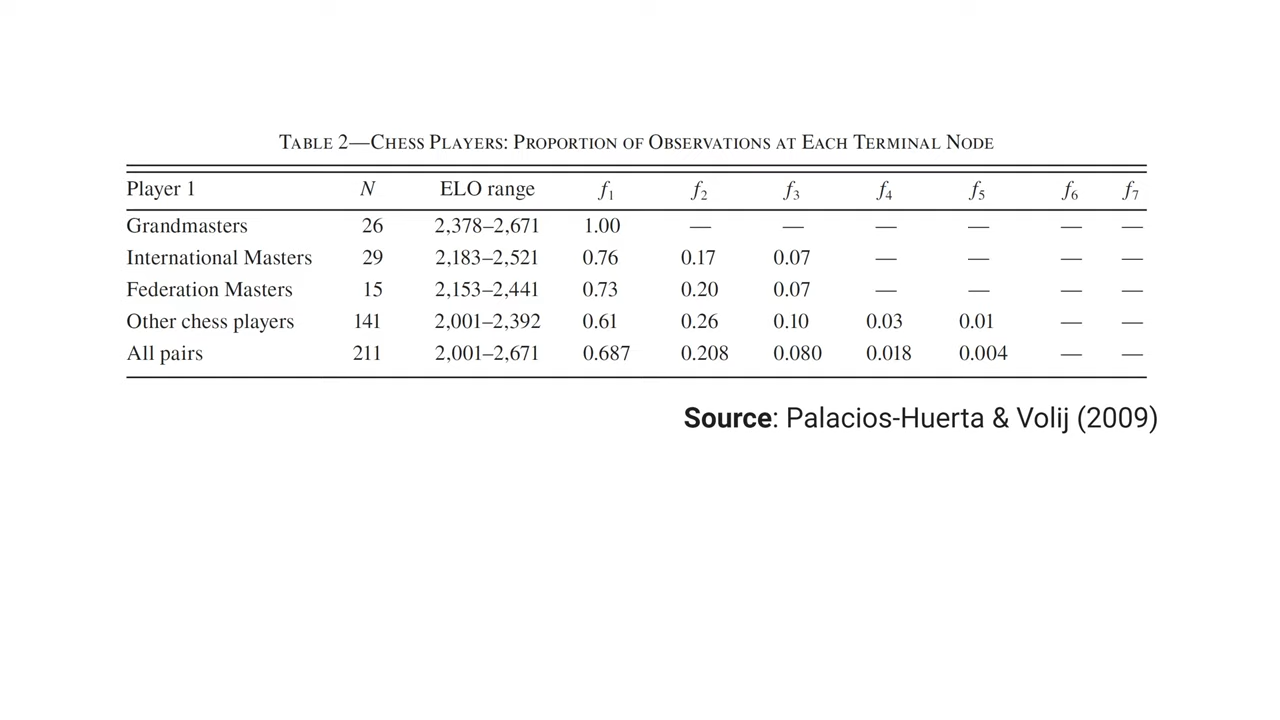 TABLE 2—CHESS PLAYERS: PROPORTION OF OBSERVATIONS AT EACH TERMINAL NODE
Player 1 N ELO range f1 f2 f3 f4 f5 f6 f7
Grandmasters 26 2,378–2,671 1.00 — — — — — —
International Masters 29 2,183–2,521 0.76 0.17 0.07 — — — —
Federation Masters 15 2,153–2,441 0.73 0.20 0.07 — — — —
Other chess players 141 2,001–2,392 0.61 0.26 0.10 0.03 0.01 — —
All pairs 211 2,001–2,671 0.687 0.208 0.080 0.018 0.004 — —
Source: Palacios-Huerta & Volij (2009)